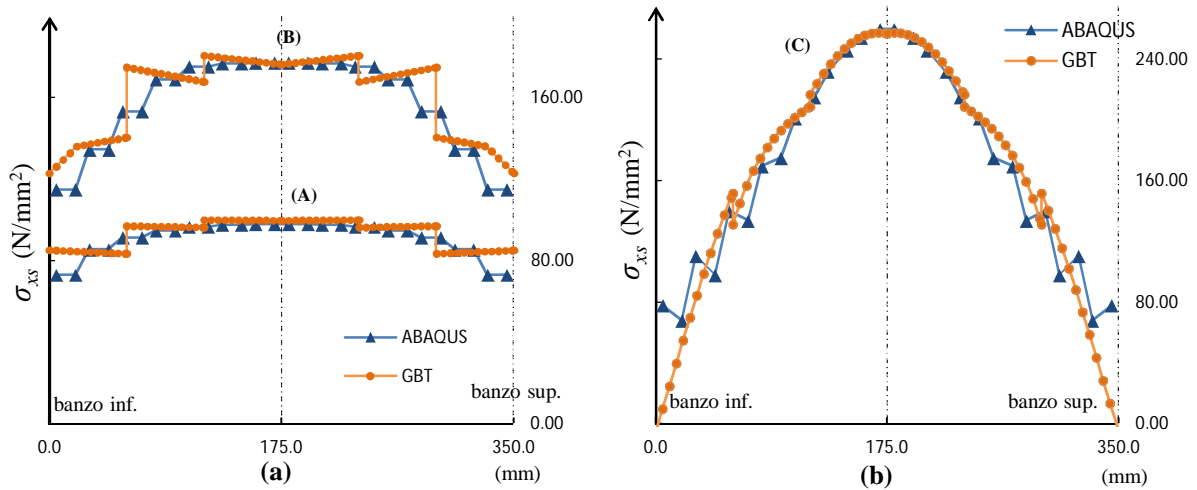 (B)
160.00
σxs (N/mm²)
(A)
80.00
ABAQUS
GBT
banzo sup.
banzo inf.
0.00
0.0
175.0
350.0
(a)
(mm)
(C)
ABAQUS
GBT
240.00
160.00
σxs (N/mm²)
80.00
banzo inf.
banzo sup.
0.00
0.0
175.0
350.0
(b)
(mm)